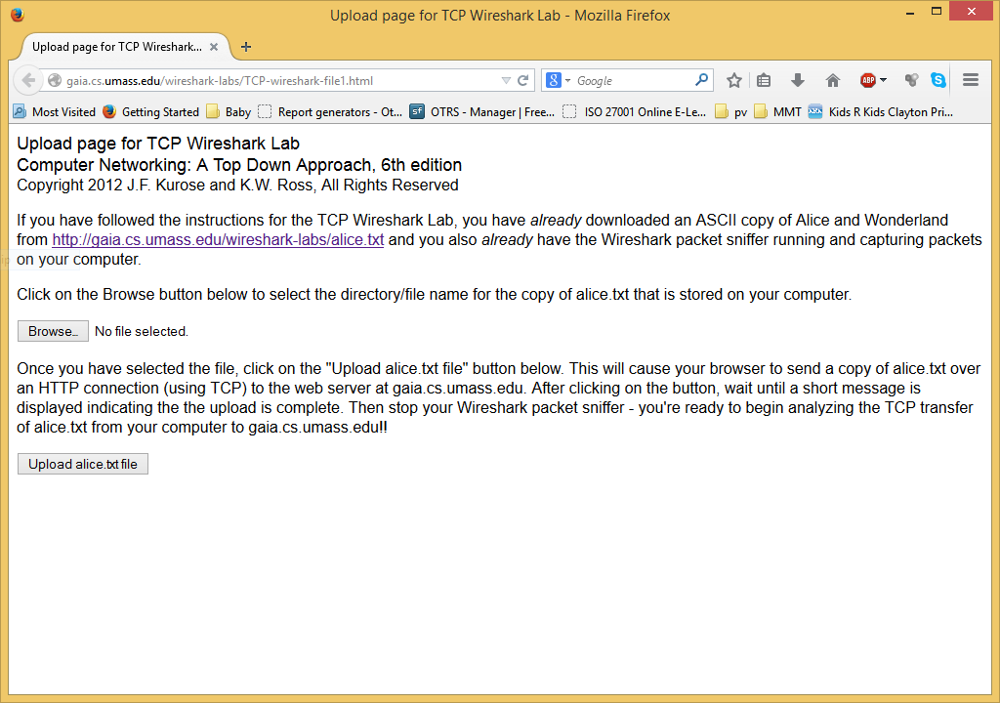 Upload page for TCP Wireshark Lab - Mozilla Firefox
Upload page for TCP Wireshark...
gaia.cs.umass.edu/wireshark-labs/TCP-wireshark-file1.html
Google
ABP
Most Visited Getting Started Baby Report generators - Ot... sf OTRS - Manager | Free... ISO 27001 Online E-Le... pv MMT Kids R Kids Clayton Pri...
Upload page for TCP Wireshark Lab
Computer Networking: A Top Down Approach, 6th edition
Copyright 2012 J.F. Kurose and K.W. Ross, All Rights Reserved
If you have followed the instructions for the TCP Wireshark Lab, you have already downloaded an ASCII copy of Alice and Wonderland
from http://gaia.cs.umass.edu/wireshark-labs/alice.txt and you also already have the Wireshark packet sniffer running and capturing packets
on your computer.
Click on the Browse button below to select the directory/file name for the copy of alice.txt that is stored on your computer.
Browse... No file selected.
Once you have selected the file, click on the "Upload alice.txt file" button below. This will cause your browser to send a copy of alice.txt over
an HTTP connection (using TCP) to the web server at gaia.cs.umass.edu. After clicking on the button, wait until a short message is
displayed indicating the the upload is complete. Then stop your Wireshark packet sniffer - you're ready to begin analyzing the TCP transfer
of alice.txt from your computer to gaia.cs.umass.edu!!
Upload alice.txt file